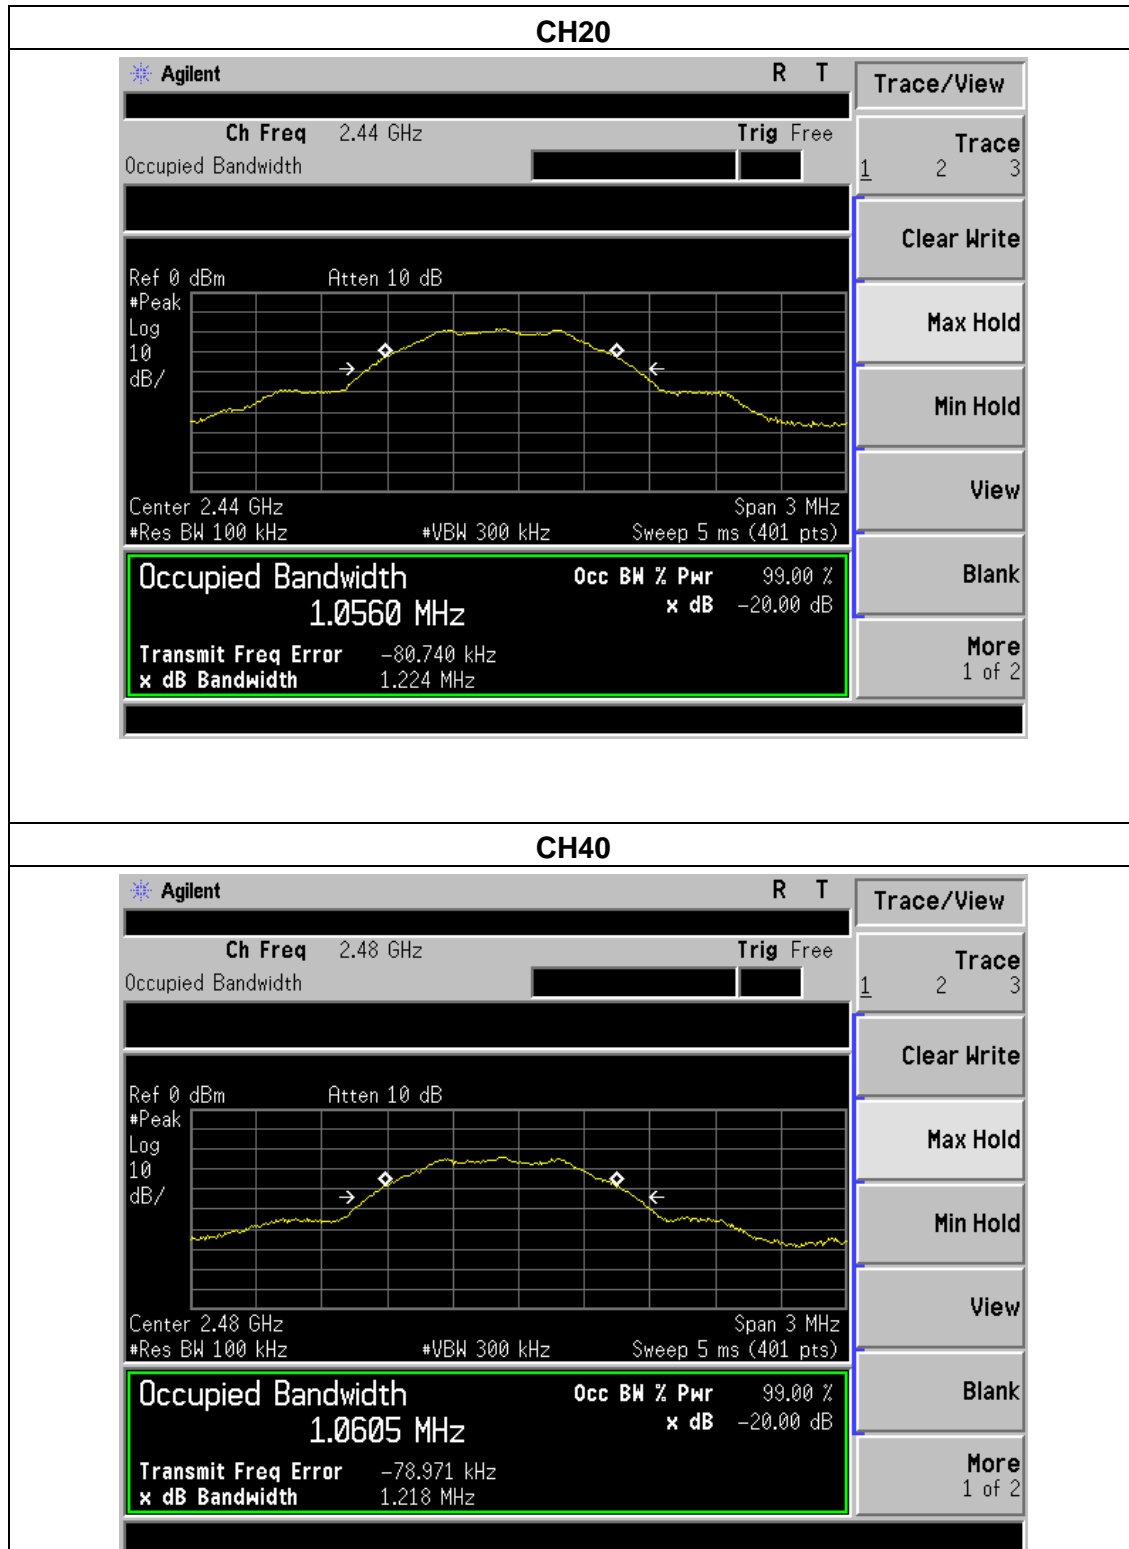 CH20
Agilent R T Trace/View
Ch Freq 2.44 GHz Trig Free
Occupied Bandwidth
Trace
1 2 3
Clear Write
Max Hold
Min Hold
View
Blank
More
1 of 2
Ref 0 dBm Atten 10 dB
#Peak
Log
10
dB/
Center 2.44 GHz Span 3 MHz
#Res BW 100 kHz #VBW 300 kHz Sweep 5 ms (401 pts)
Occupied Bandwidth Occ BW % Pwr 99.00 %
1.0560 MHz x dB -20.00 dB
Transmit Freq Error -80.740 kHz
x dB Bandwidth 1.224 MHz
CH40
Agilent R T Trace/View
Ch Freq 2.48 GHz Trig Free
Occupied Bandwidth
Trace
1 2 3
Clear Write
Max Hold
Min Hold
View
Blank
More
1 of 2
Ref 0 dBm Atten 10 dB
#Peak
Log
10
dB/
Center 2.48 GHz Span 3 MHz
#Res BW 100 kHz #VBW 300 kHz Sweep 5 ms (401 pts)
Occupied Bandwidth Occ BW % Pwr 99.00 %
1.0605 MHz x dB -20.00 dB
Transmit Freq Error -78.971 kHz
x dB Bandwidth 1.218 MHz